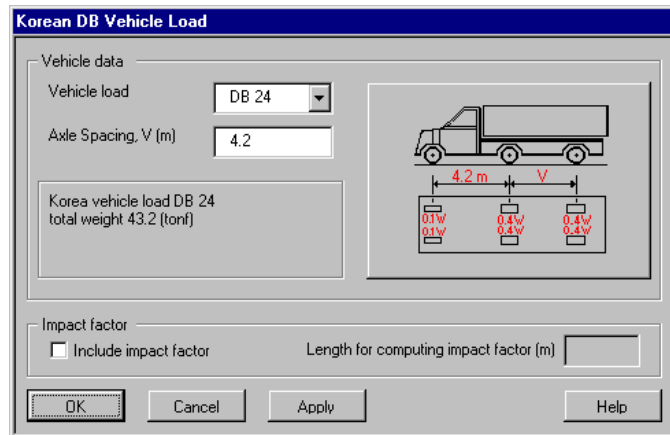 Korean DB Vehicle Load
Vehicle data
Vehicle load
DB 24
Axle Spacing, V (m)
4.2
4.2 m
V
Korea vehicle load DB 24
total weight 43.2 (tonf)
0.1W 0.4W 0.4W
0.1W 0.4W 0.4W
Impact factor
Include impact factor
Length for computing impact factor (m)
OK
Cancel
Apply
Help